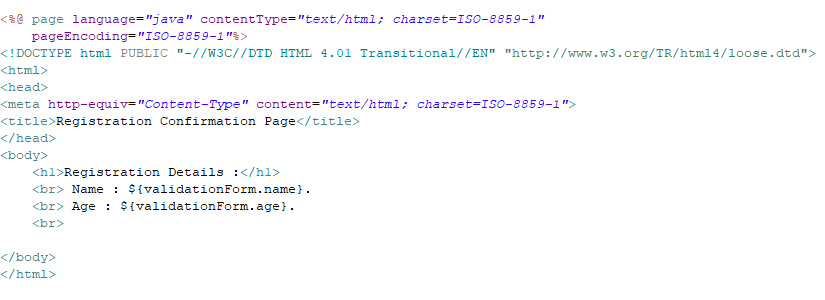 <%@ page language="java" contentType="text/html; charset=ISO-8859-1"
    pageEncoding="ISO-8859-1"%>
<!DOCTYPE html PUBLIC "-//W3C//DTD HTML 4.01 Transitional//EN" "http://www.w3.org/TR/html4/loose.dtd">
<html>
<head>
<meta http-equiv="Content-Type" content="text/html; charset=ISO-8859-1">
<title>Registration Confirmation Page</title>
</head>
<body>
    <h1>Registration Details :</h1>
    <br> Name : ${validationForm.name}.
    <br> Age : ${validationForm.age}.
    <br>
</body>
</html>